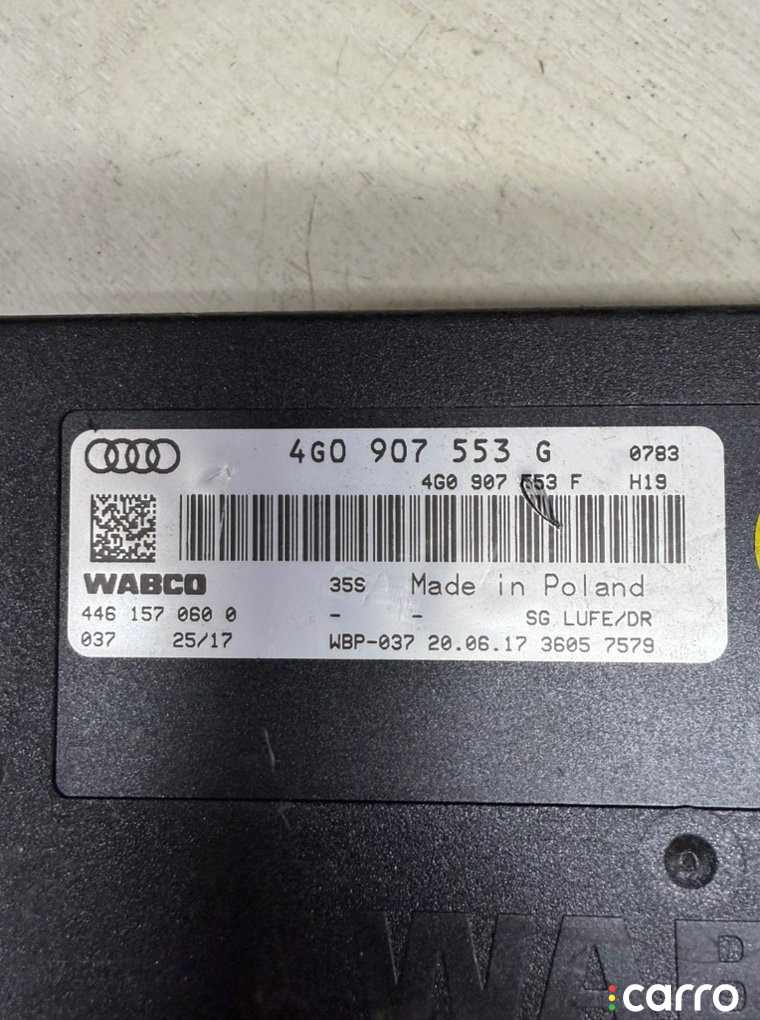 4G0 907 553 G 0783
4G0 907 553 F H19
WABCO 35S Made in Poland
446 157 060 0 - - SG LUFE/DR
037 25/17 WBP-037 20.06.17 3605 7579
WAB
carro